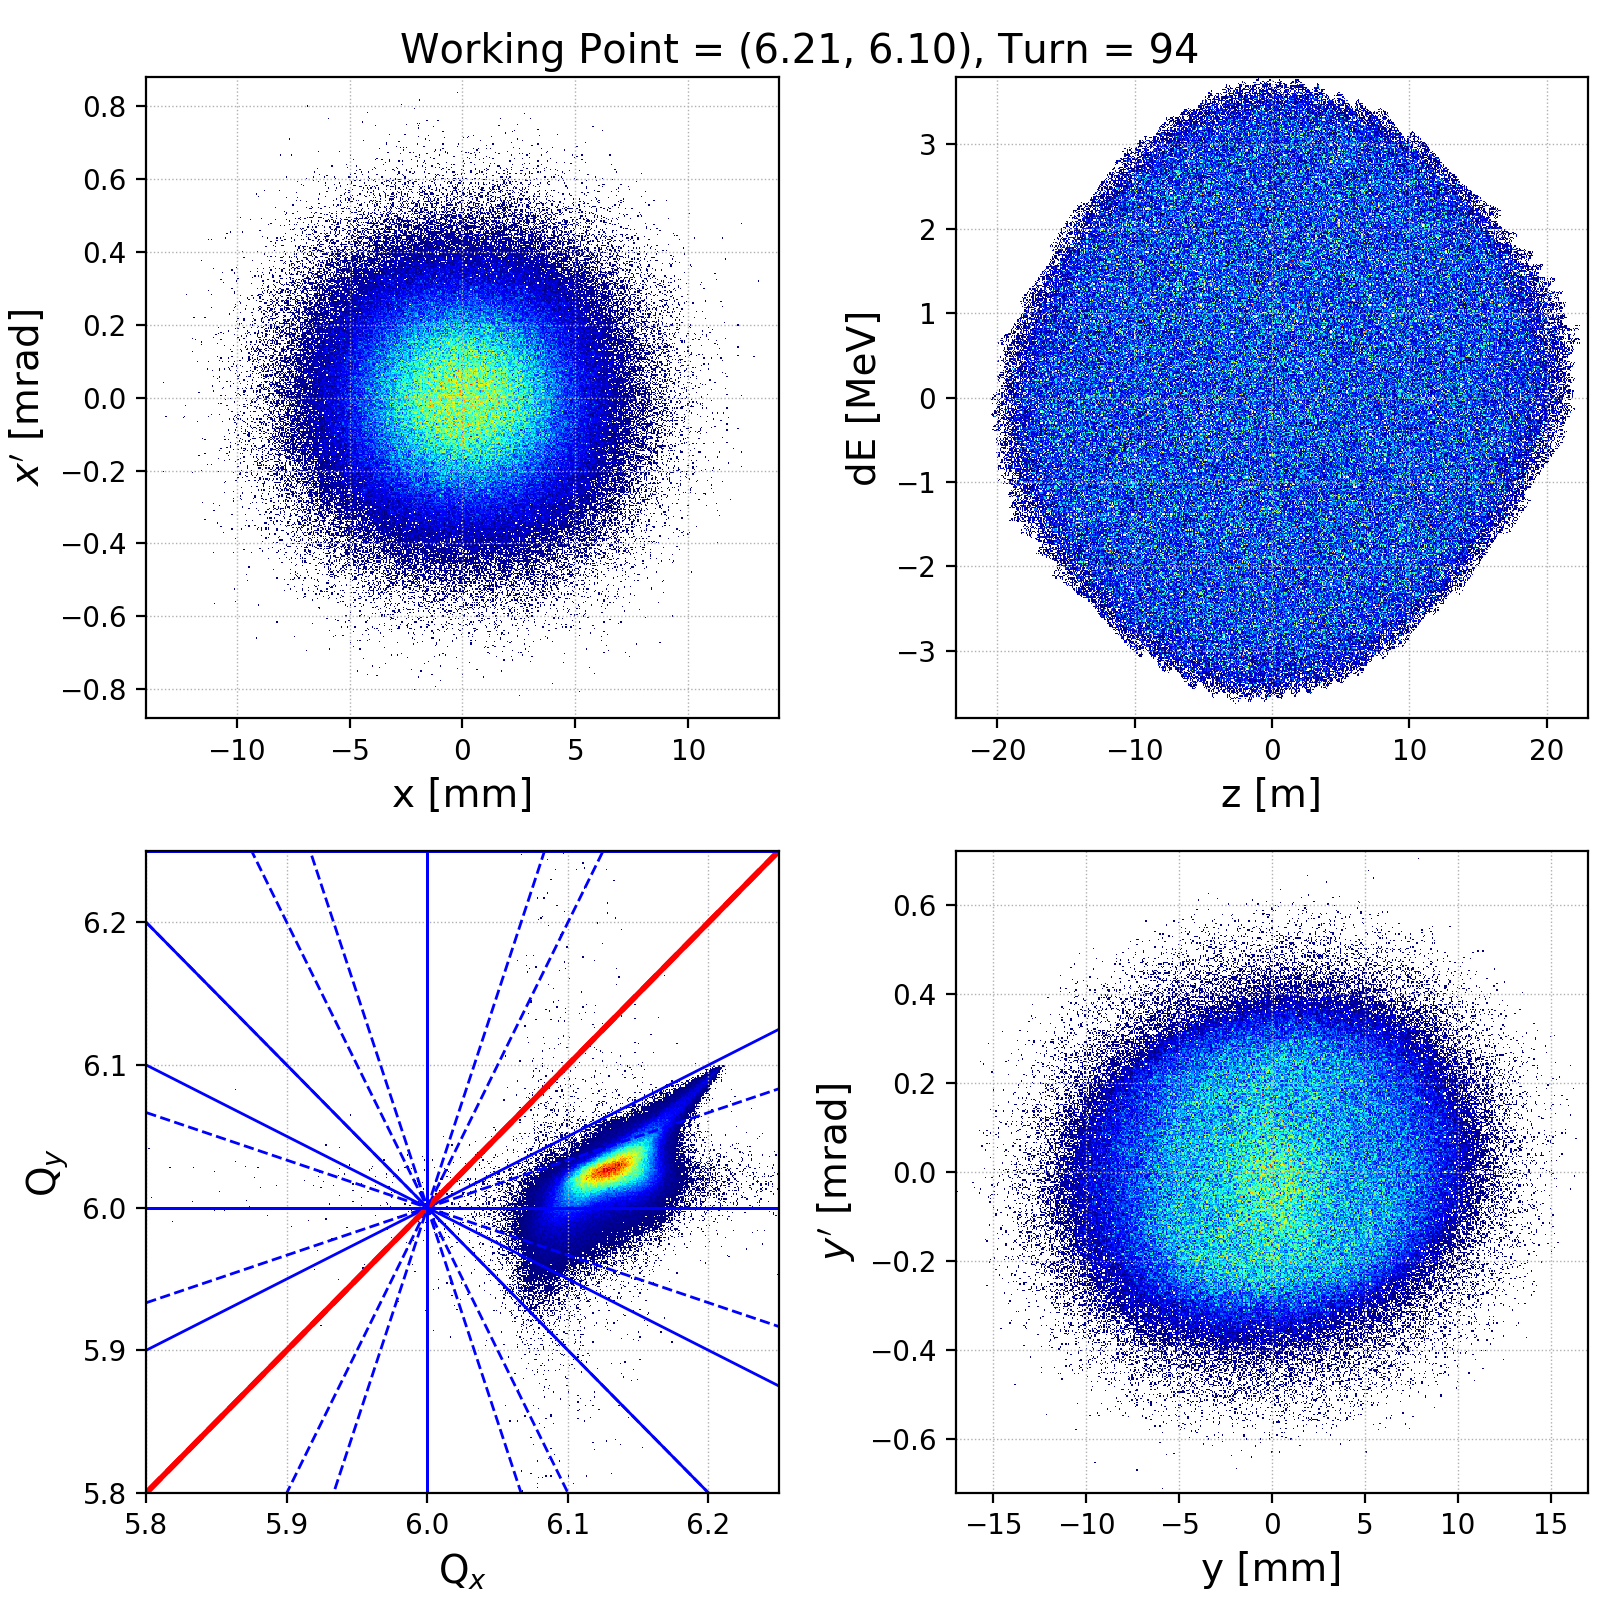 Working Point = (6.21, 6.10), Turn = 94
0.8
0.6
0.4
0.2
0.0
−0.2
−0.4
−0.6
−0.8
x′ [mrad]
−10 −5 0 5 10
x [mm]
3
2
1
0
−1
−2
−3
dE [MeV]
−20 −10 0 10 20
z [m]
6.2
6.1
6.0
5.9
5.8
Qy
5.8 5.9 6.0 6.1 6.2
Qx
0.6
0.4
0.2
0.0
−0.2
−0.4
−0.6
y′ [mrad]
−15 −10 −5 0 5 10 15
y [mm]